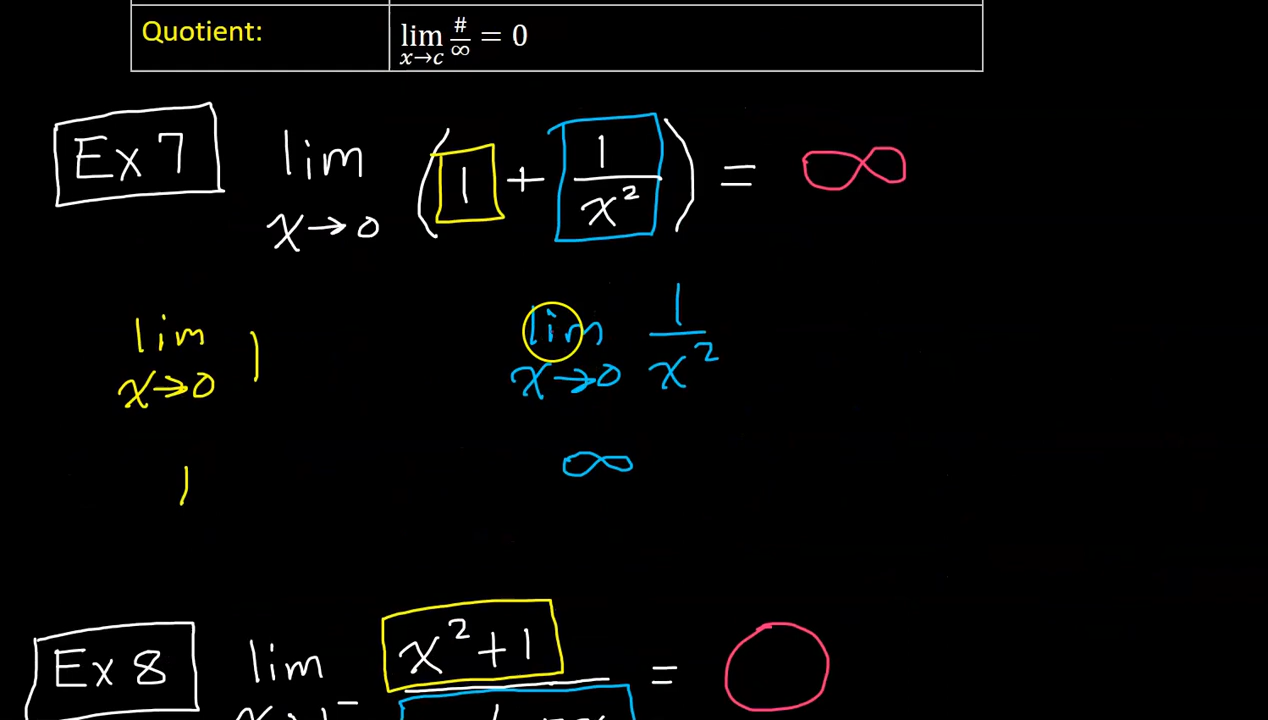 Quotient: lim x→c #/∞ = 0
Ex 7 lim x→0 (1 + 1/x²) = ∞
lim x→0 1
lim x→0 1/x²
1
∞
Ex 8 lim x²+1 = 0